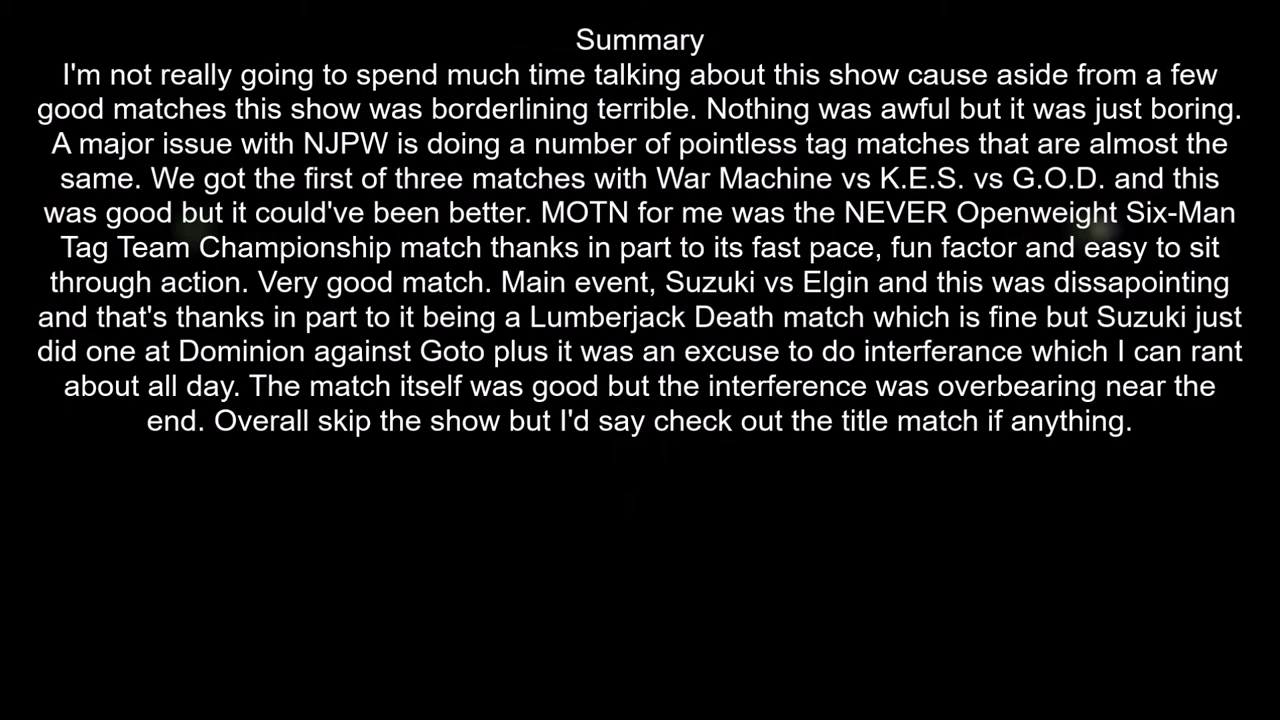 Summary
I'm not really going to spend much time talking about this show cause aside from a few
good matches this show was borderlining terrible. Nothing was awful but it was just boring.
A major issue with NJPW is doing a number of pointless tag matches that are almost the
same. We got the first of three matches with War Machine vs K.E.S. vs G.O.D. and this
was good but it could've been better. MOTN for me was the NEVER Openweight Six-Man
Tag Team Championship match thanks in part to its fast pace, fun factor and easy to sit
through action. Very good match. Main event, Suzuki vs Elgin and this was dissapointing
and that's thanks in part to it being a Lumberjack Death match which is fine but Suzuki just
did one at Dominion against Goto plus it was an excuse to do interferance which I can rant
about all day. The match itself was good but the interference was overbearing near the
end. Overall skip the show but I'd say check out the title match if anything.